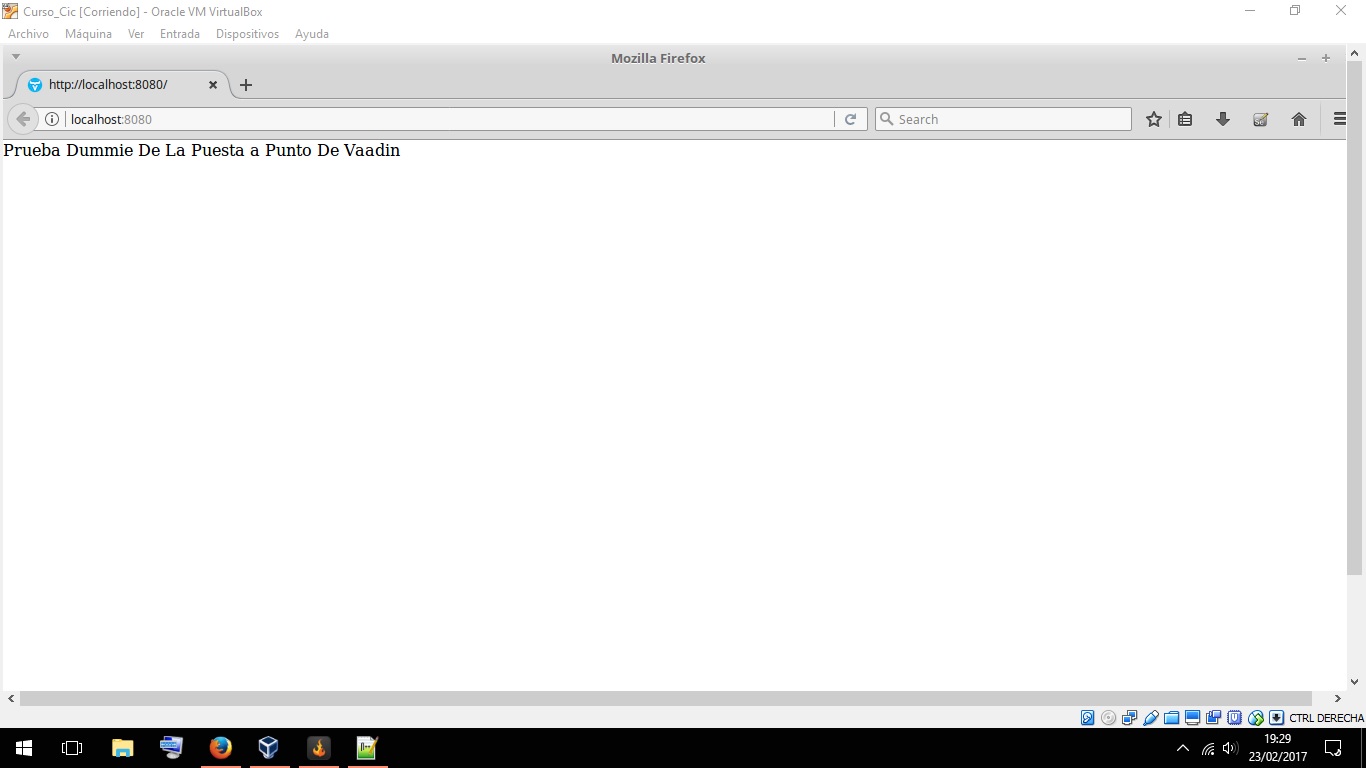 Curso_Cic [Corriendo] - Oracle VM VirtualBox
Archivo Máquina Ver Entrada Dispositivos Ayuda
Mozilla Firefox
http://localhost:8080/
localhost:8080
Search
Prueba Dummie De La Puesta a Punto De Vaadin
CTRL DERECHA
19:29
23/02/2017